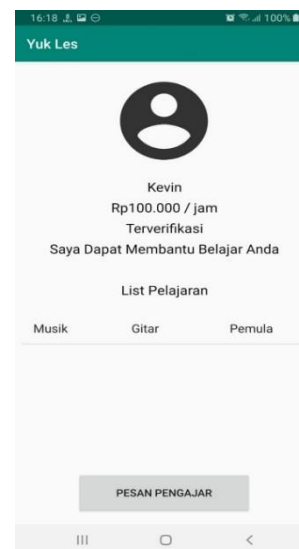 16:18 100%
Yuk Les
Kevin
Rp100.000 / jam
Terverifikasi
Saya Dapat Membantu Belajar Anda
List Pelajaran
Musik Gitar Pemula
PESAN PENGAJAR